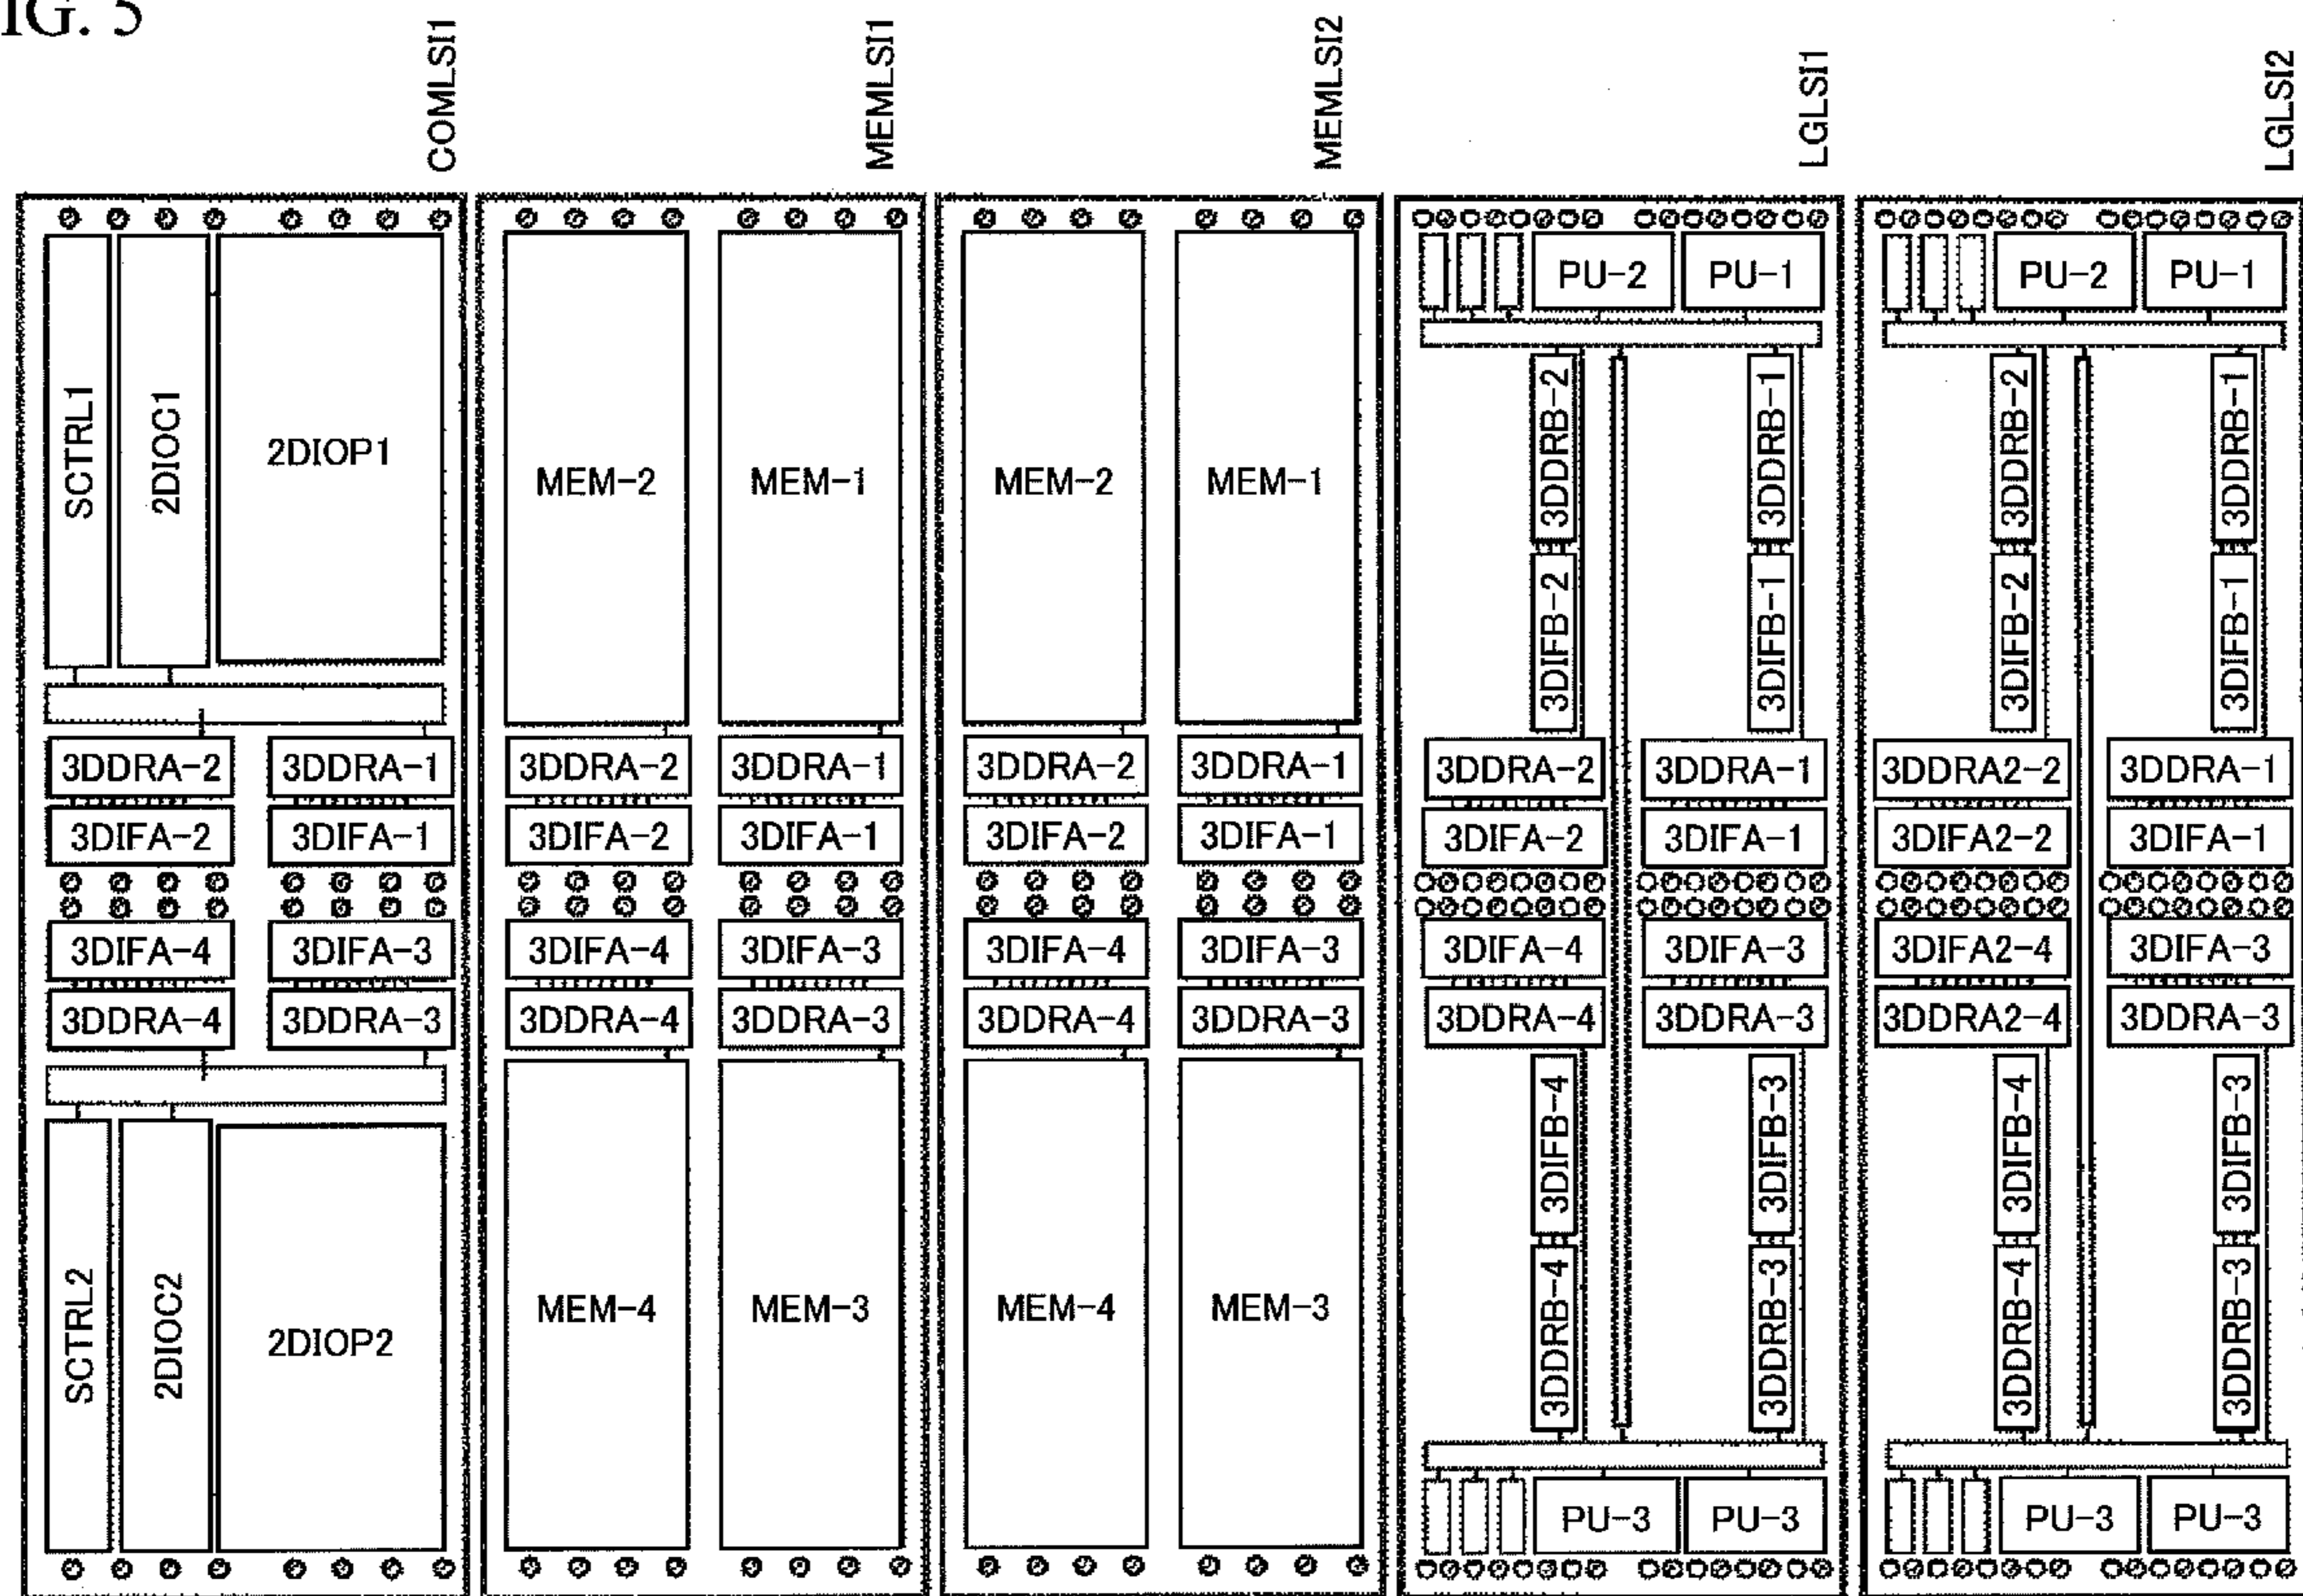 IG. 5
COMLSI1
MEMLSI1
MEMLSI2
LGLSI1
LGLSI2
SCTRL1
2DIOC1
2DIOP1
3DDRA-2 3DDRA-1
3DIFA-2 3DIFA-1
3DIFA-4 3DIFA-3
3DDRA-4 3DDRA-3
SCTRL2
2DIOC2
2DIOP2
MEM-2 MEM-1
3DDRA-2 3DDRA-1
3DIFA-2 3DIFA-1
3DIFA-4 3DIFA-3
3DDRA-4 3DDRA-3
MEM-4 MEM-3
MEM-2 MEM-1
3DDRA-2 3DDRA-1
3DIFA-2 3DIFA-1
3DIFA-4 3DIFA-3
3DDRA-4 3DDRA-3
MEM-4 MEM-3
PU-2 PU-1
3DDRB-2 3DDRB-1
3DIFB-2 3DIFB-1
3DDRA-2 3DDRA-1
3DIFA-2 3DIFA-1
3DIFA-4 3DIFA-3
3DDRA-4 3DDRA-3
3DIFB-4 3DIFB-3
3DDRB-4 3DDRB-3
PU-3 PU-3
PU-2 PU-1
3DDRB-2 3DDRB-1
3DIFB-2 3DIFB-1
3DDRA2-2 3DDRA-1
3DIFA2-2 3DIFA-1
3DIFA2-4 3DIFA-3
3DDRA2-4 3DDRA-3
3DIFB-4 3DIFB-3
3DDRB-4 3DDRB-3
PU-3 PU-3